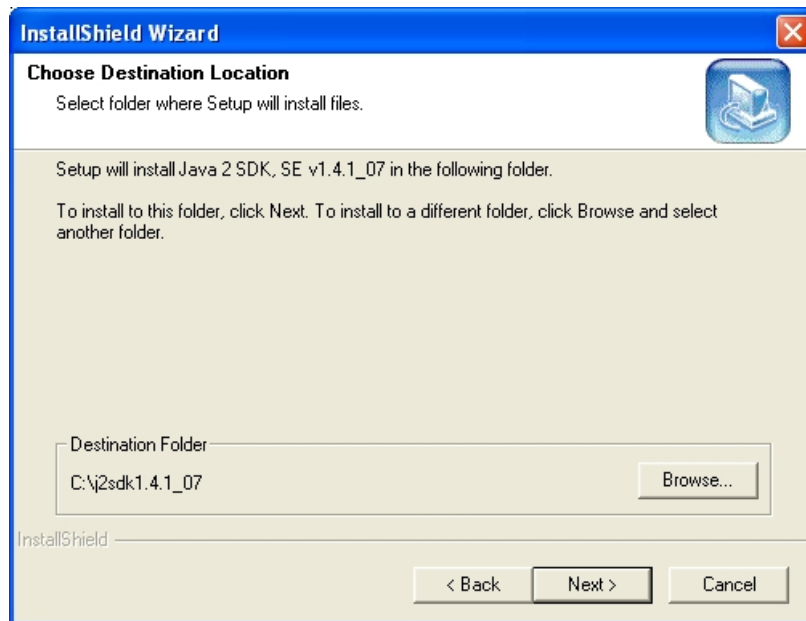 InstallShield Wizard
Choose Destination Location
Select folder where Setup will install files.
Setup will install Java 2 SDK, SE v1.4.1_07 in the following folder.
To install to this folder, click Next. To install to a different folder, click Browse and select
another folder.
Destination Folder
C:\j2sdk1.4.1_07
Browse...
InstallShield
< Back
Next >
Cancel